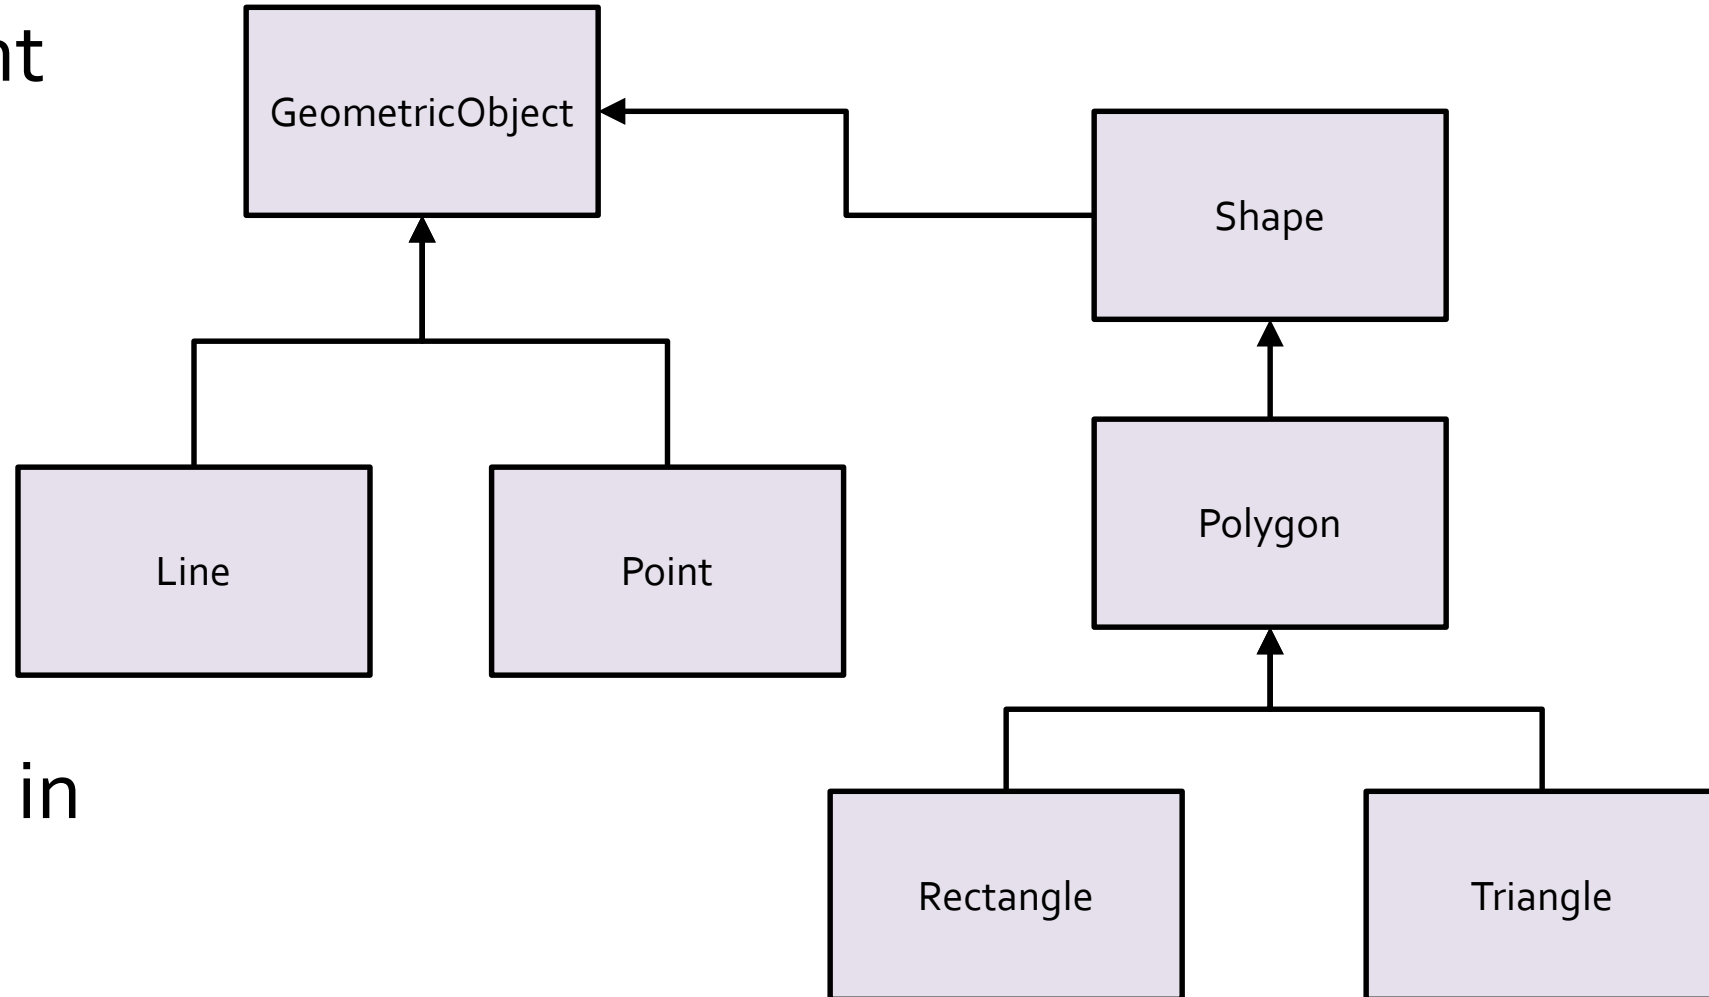 nt
GeometricObject
Shape
Polygon
Line
Point
in
Rectangle
Triangle